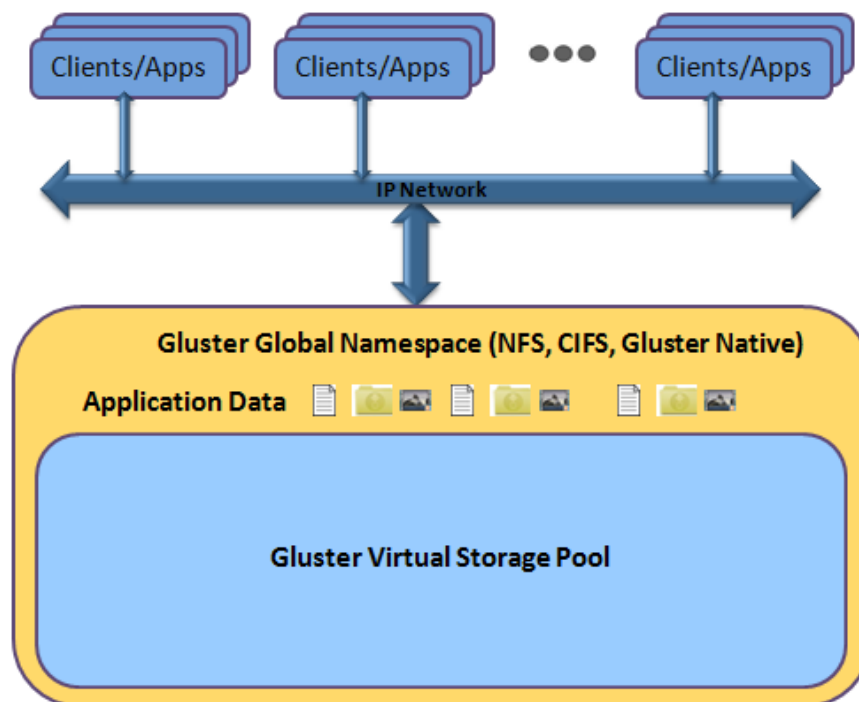 Clients/Apps
Clients/Apps
Clients/Apps
IP Network
Gluster Global Namespace (NFS, CIFS, Gluster Native)
Application Data
Gluster Virtual Storage Pool